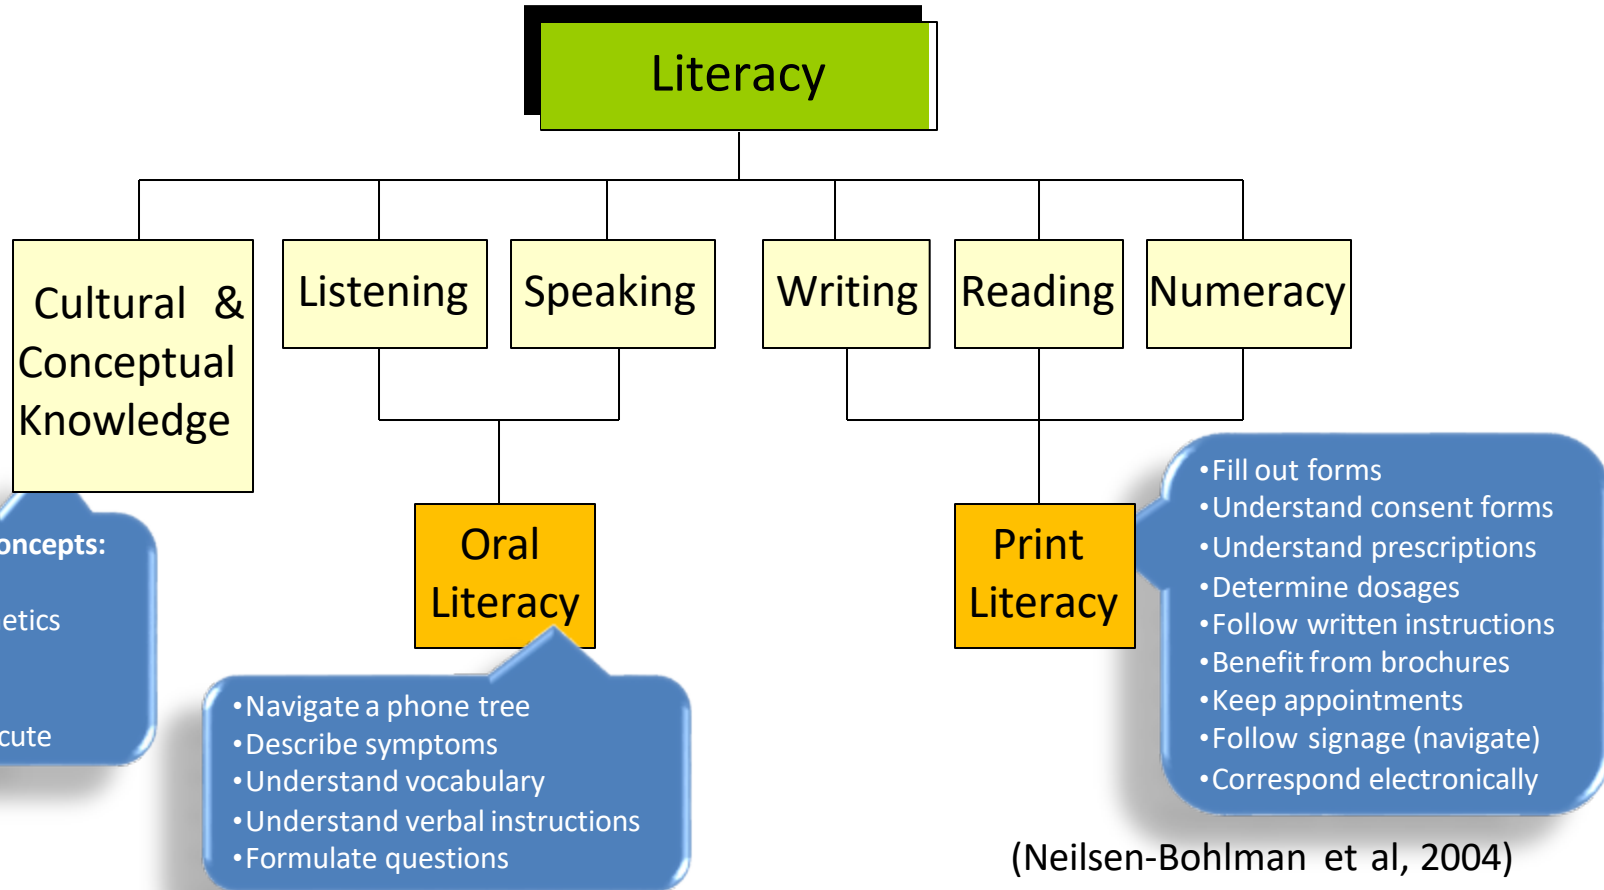 Literacy
Cultural &
Conceptual
Knowledge
Listening
Speaking
Writing
Reading
Numeracy
Oral
Literacy
Print
Literacy
•Navigate a phone tree
•Describe symptoms
•Understand vocabulary
•Understand verbal instructions
•Formulate questions
•Fill out forms
•Understand consent forms
•Understand prescriptions
•Determine dosages
•Follow written instructions
•Benefit from brochures
•Keep appointments
•Follow signage (navigate)
•Correspond electronically
(Neilsen-Bohlman et al, 2004)